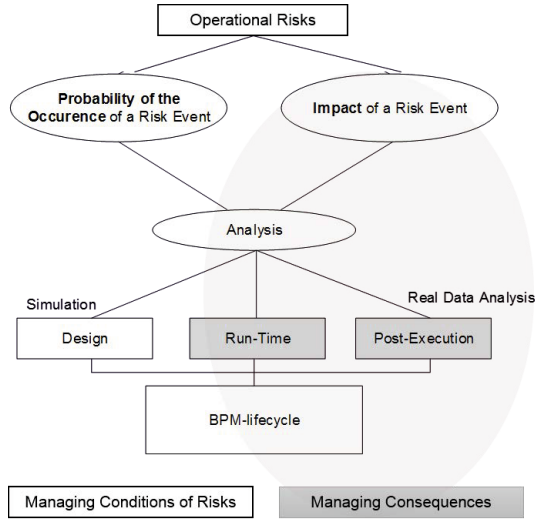 Operational Risks
Probability of the
Occurence of a Risk Event
Impact of a Risk Event
Analysis
Simulation
Real Data Analysis
Design
Run-Time
Post-Execution
BPM-lifecycle
Managing Conditions of Risks
Managing Consequences